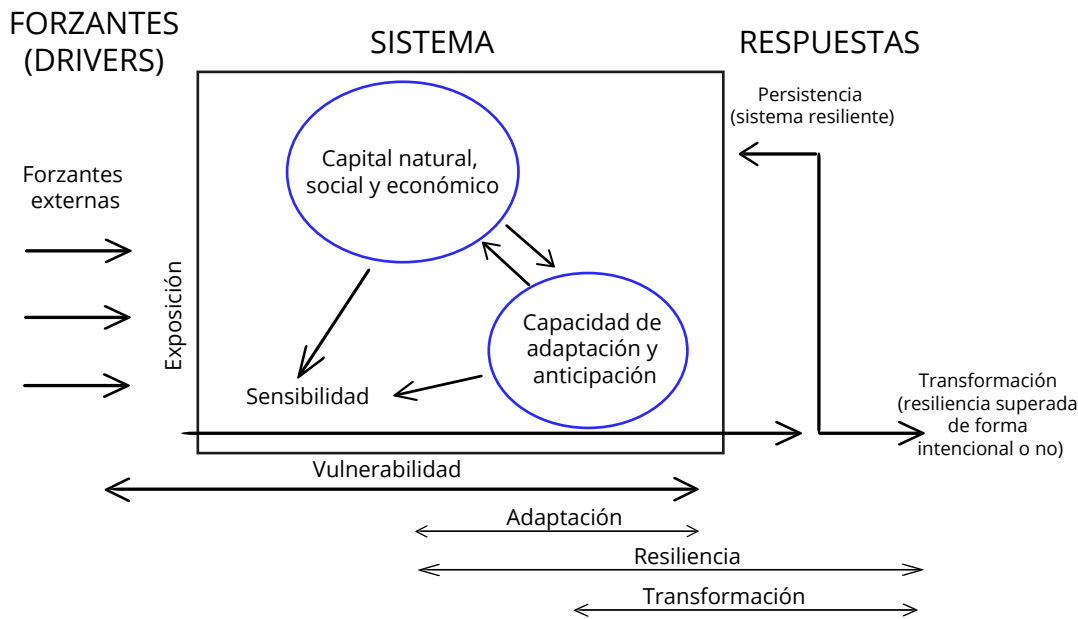 FORZANTES
(DRIVERS)
SISTEMA
RESPUESTAS
Forzantes
externas
Exposición
Capital natural,
social y económico
Capacidad de
adaptación y
anticipación
Sensibilidad
Persistencia
(sistema resiliente)
Transformación
(resiliencia superada
de forma
intencional o no)
Vulnerabilidad
Adaptación
Resiliencia
Transformación